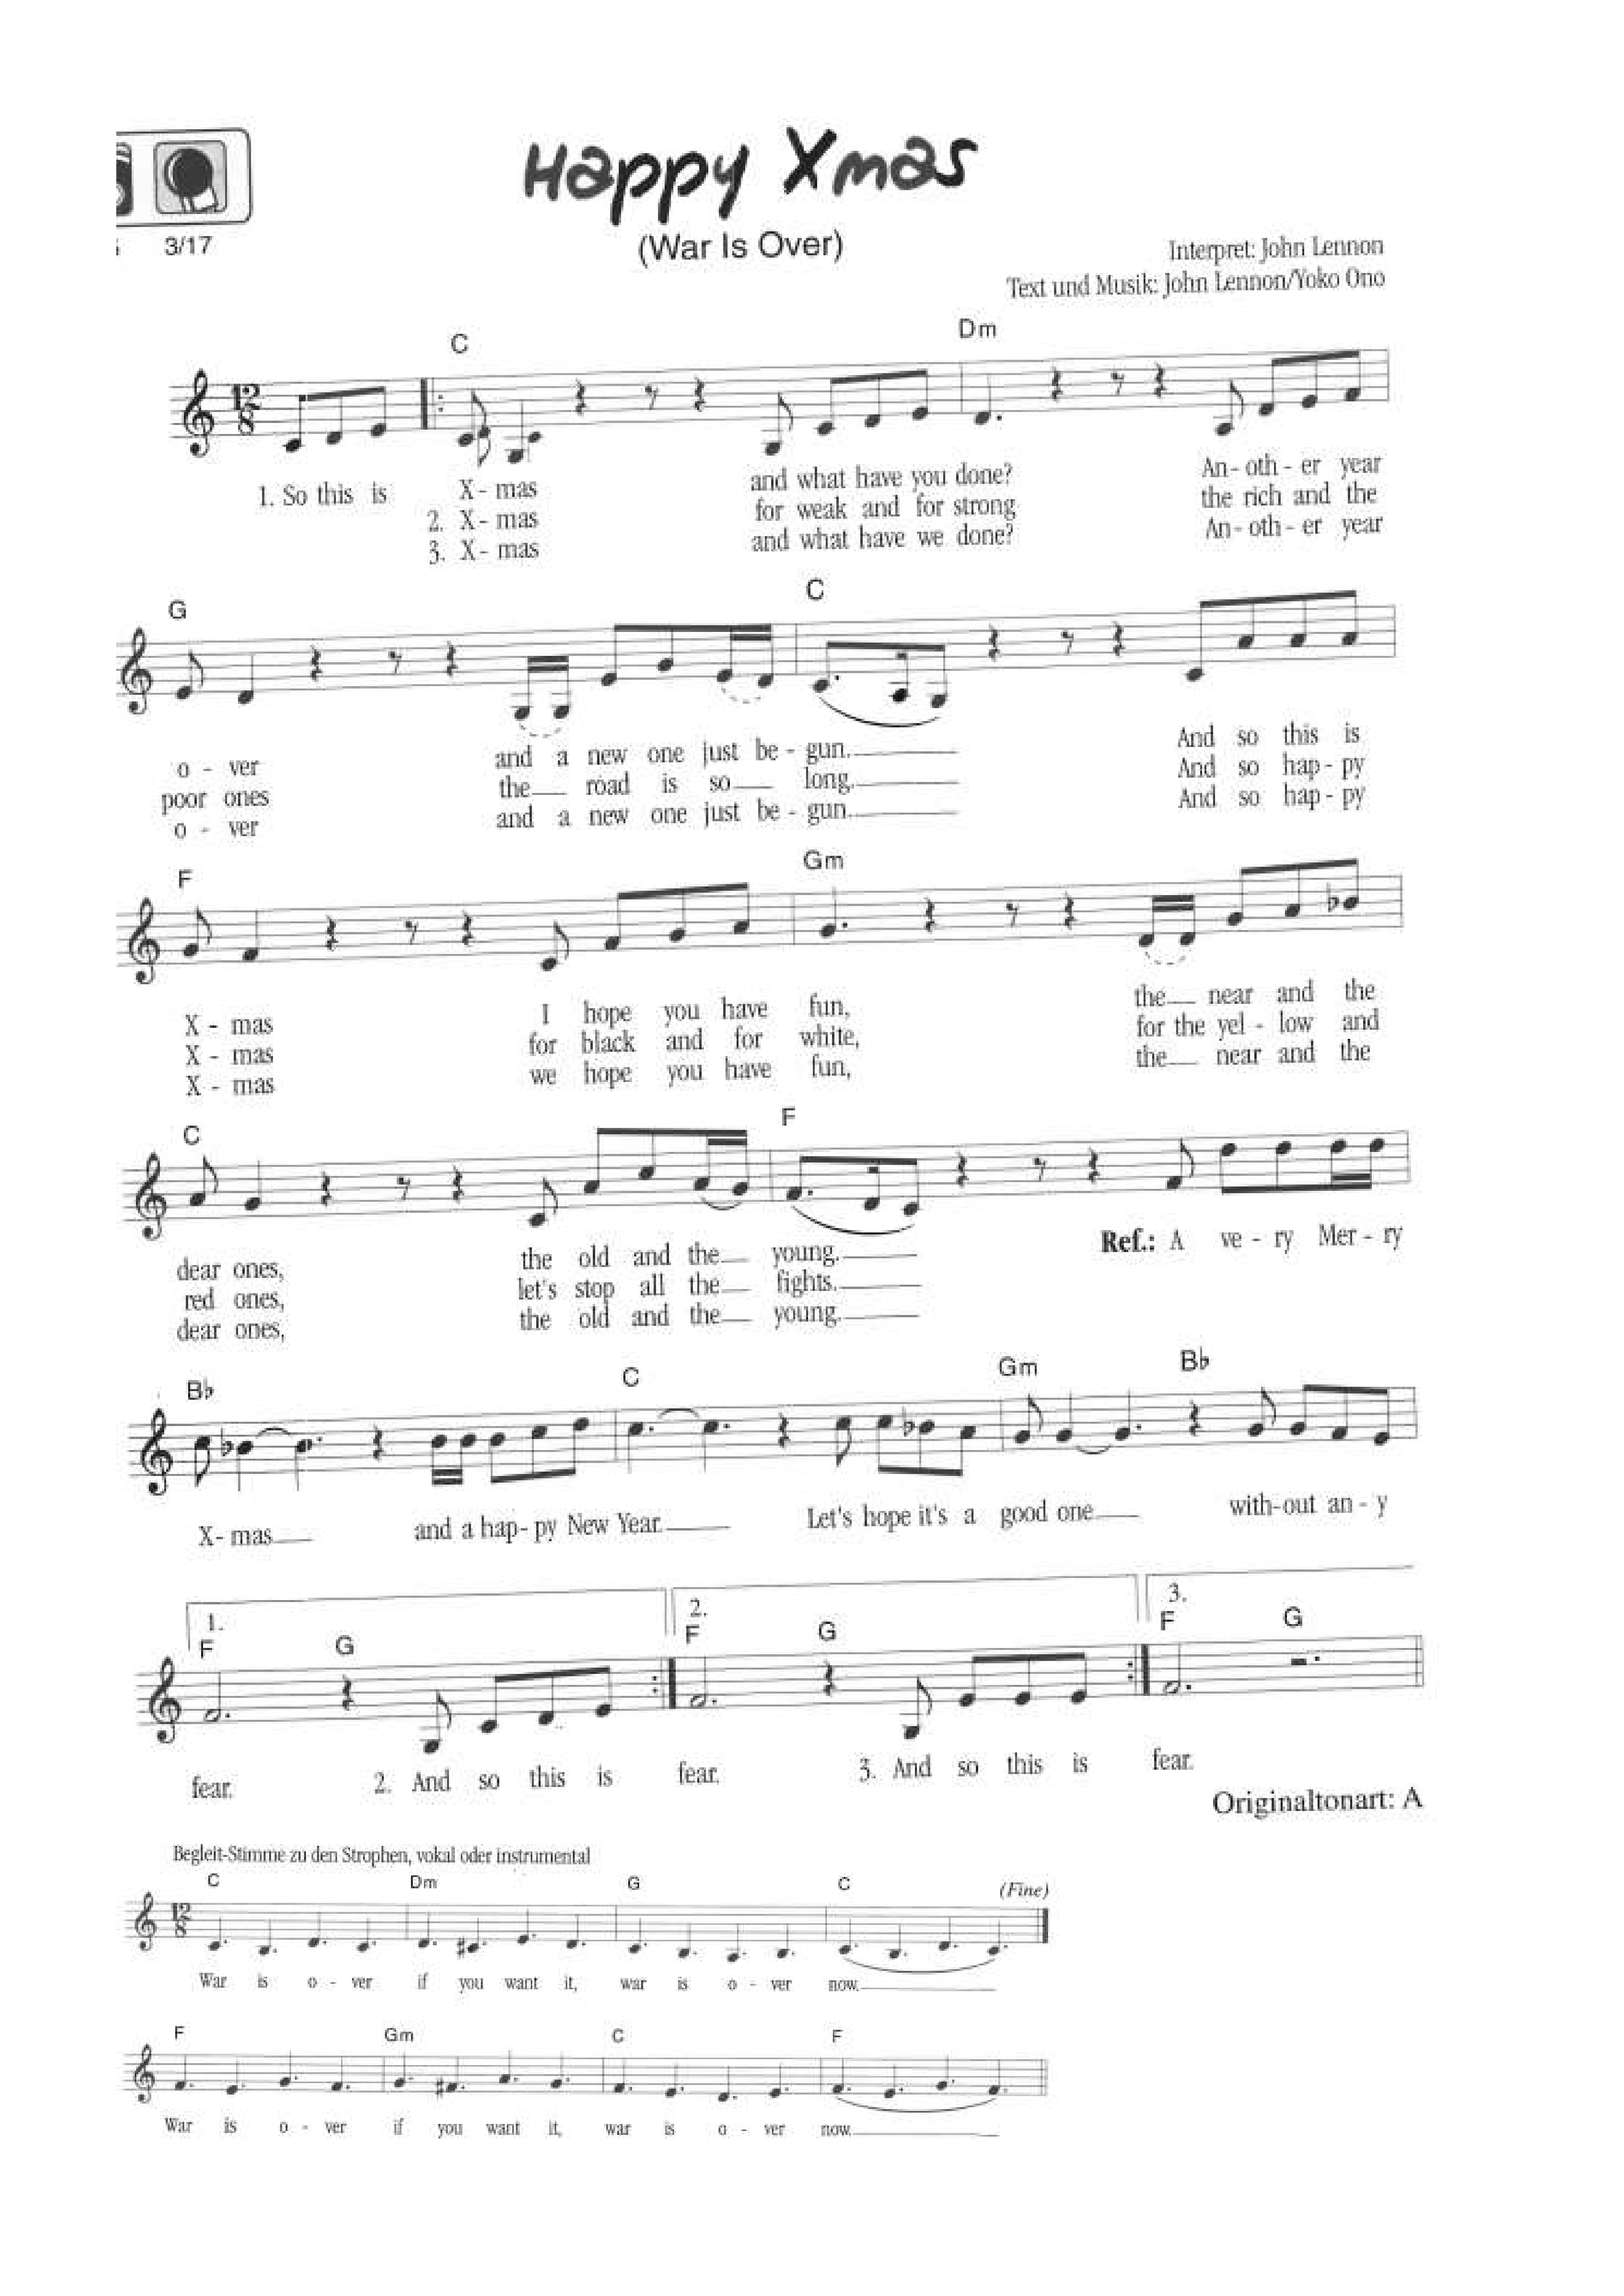 Happy Xmas
3/17
(War Is Over)
Interpret: John Lennon
Text und Musik: John Lennon/Yoko Ono
C Dm
12
8
1. So this is X - mas and what have you done? An - oth - er year
2. X - mas for weak and for strong the rich and the
3. X - mas and what have we done? An - oth - er year
G C
o - ver and a new one just be - gun. And so this is
poor ones the road is so long. And so hap - py
o - ver and a new one just be - gun. And so hap - py
F Gm
X - mas I hope you have fun, the near and the
X - mas for black and for white, for the yel - low and
X - mas we hope you have fun, the near and the
C F
dear ones, the old and the young. Ref.: A ve - ry Mer - ry
red ones, let's stop all the fights.
dear ones, the old and the young.
B♭ C Gm B♭
X - mas and a hap - py New Year. Let's hope it's a good one with-out an - y
1. 2. 3.
F G F G F G
fear. 2. And so this is fear. 3. And so this is fear.
Originaltonart: A
Begleit-Stimme zu den Strophen, vokal oder instrumental
C Dm G C (Fine)
12
8
War is o - ver if you want it, war is o - ver now.
F Gm C F
War is o - ver if you want it, war is o - ver now.